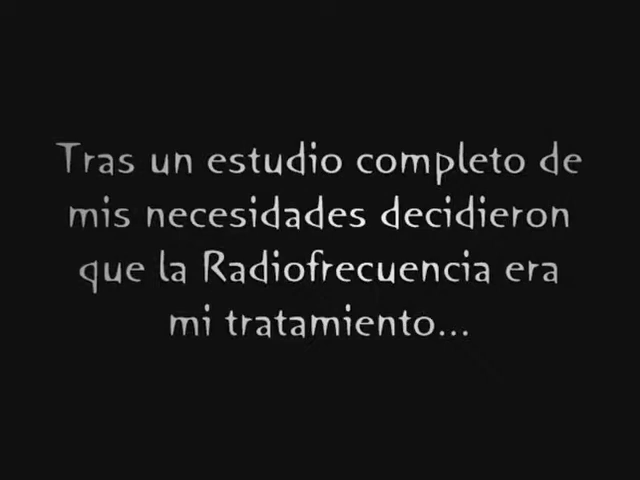 Tras un estudio completo de
mis necesidades decidieron
que la Radiofrecuencia era
mi tratamiento...